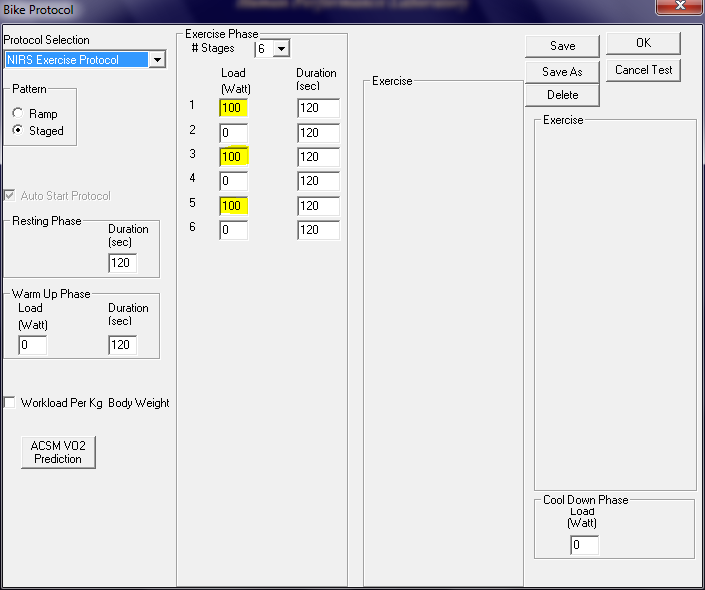 Human Performance Laboratory
Bike Protocol
X
Protocol Selection
NIRS Exercise Protocol
Pattern
Ramp
Staged
Auto Start Protocol
Resting Phase
Duration
(sec)
120
Warm Up Phase
Load
(Watt)
Duration
(sec)
0
120
Workload Per Kg Body Weight
ACSM VO2
Prediction
Exercise Phase
# Stages 6
Load
(Watt)
Duration
(sec)
1 100 120
2 0 120
3 100 120
4 0 120
5 100 120
6 0 120
Exercise
Save
OK
Save As
Cancel Test
Delete
Exercise
Cool Down Phase
Load
(Watt)
0